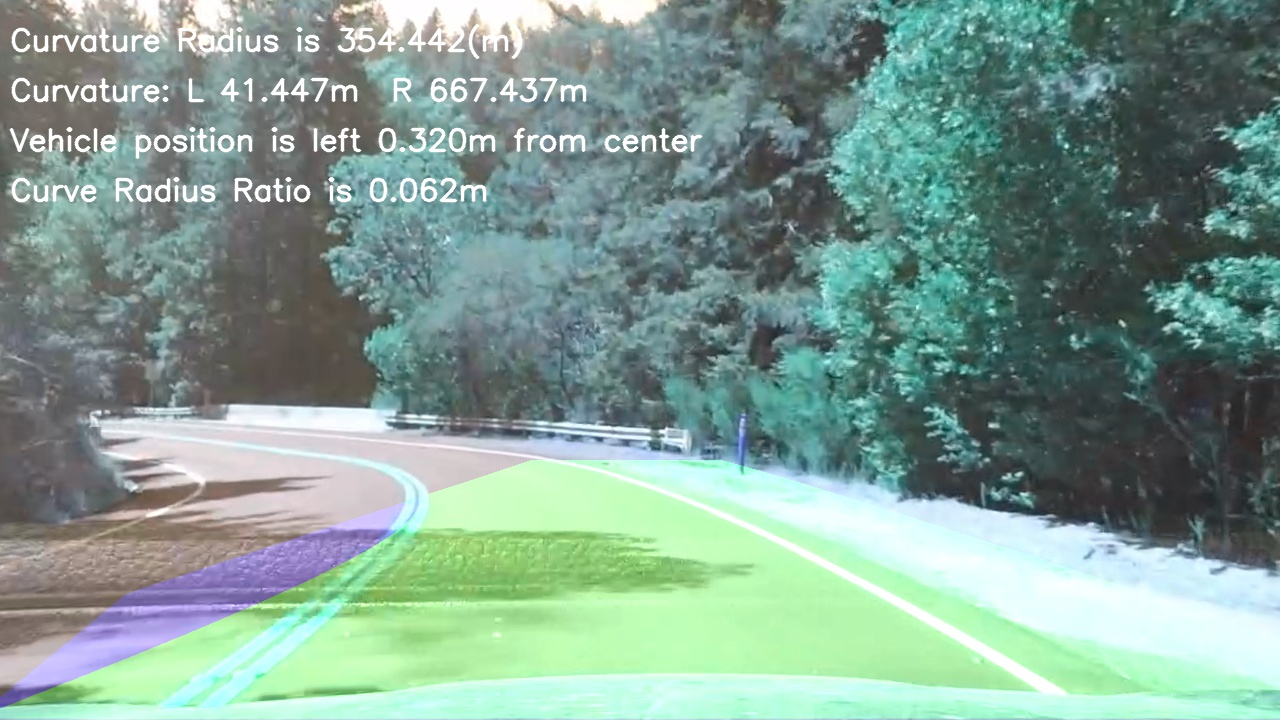 Curvature Radius is 354.442(m)
Curvature: L 41.447m R 667.437m
Vehicle position is left 0.320m from center
Curve Radius Ratio is 0.062m